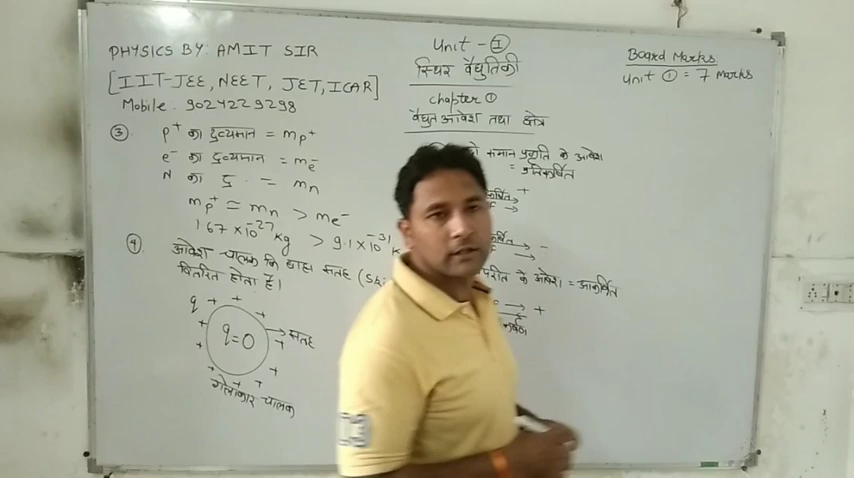 PHYSICS BY: AMIT SIR
[IIT-JEE, NEET, JET, ICAR]
Mobile. 9024229298
Unit - I
स्थिर वैद्युतिकी
chapter ①
वैद्युत आवेश तथा क्षेत्र
Board Marks
Unit ① = 7 Marks
③ p⁺ का द्रव्यमान = mp⁺
e⁻ का द्रव्यमान = me⁻
N का द्र. = mn
mp⁺ ≃ mn > me⁻
1.67 × 10⁻²⁷ kg > 9.1 × 10⁻³¹ K
④ आवेश चालक कि बाह्य सतह
वितरित होता है।
q + + +
q = 0
सतह
गोलाकार चालक
समान प्रकृति के आवेश
= प्रतिकर्षित
के आवेश = आकर्षित